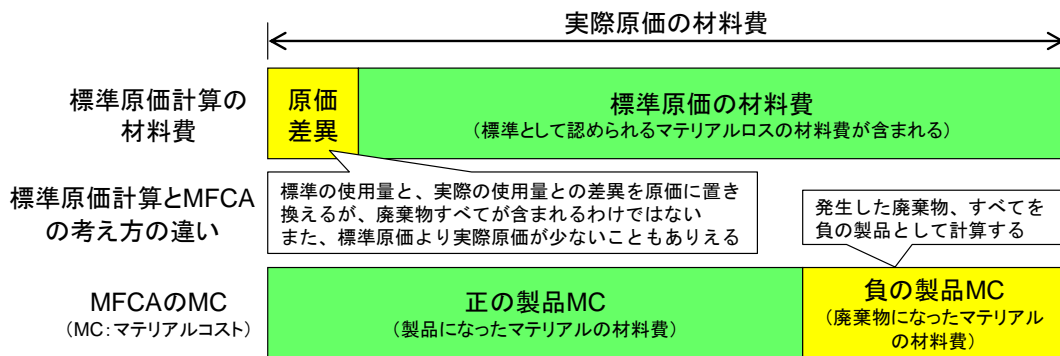 実際原価の材料費
標準原価計算の
材料費
原価
差異
標準原価の材料費
(標準として認められるマテリアルロスの材料費が含まれる)
標準原価計算とMFCA
の考え方の違い
標準の使用量と、実際の使用量との差異を原価に置き
換えるが、廃棄物すべてが含まれるわけではない
また、標準原価より実際原価が少ないこともありえる
発生した廃棄物、すべてを
負の製品として計算する
MFCAのMC
(MC:マテリアルコスト)
正の製品MC
(製品になったマテリアルの材料費)
負の製品MC
(廃棄物になったマテリアル
の材料費)